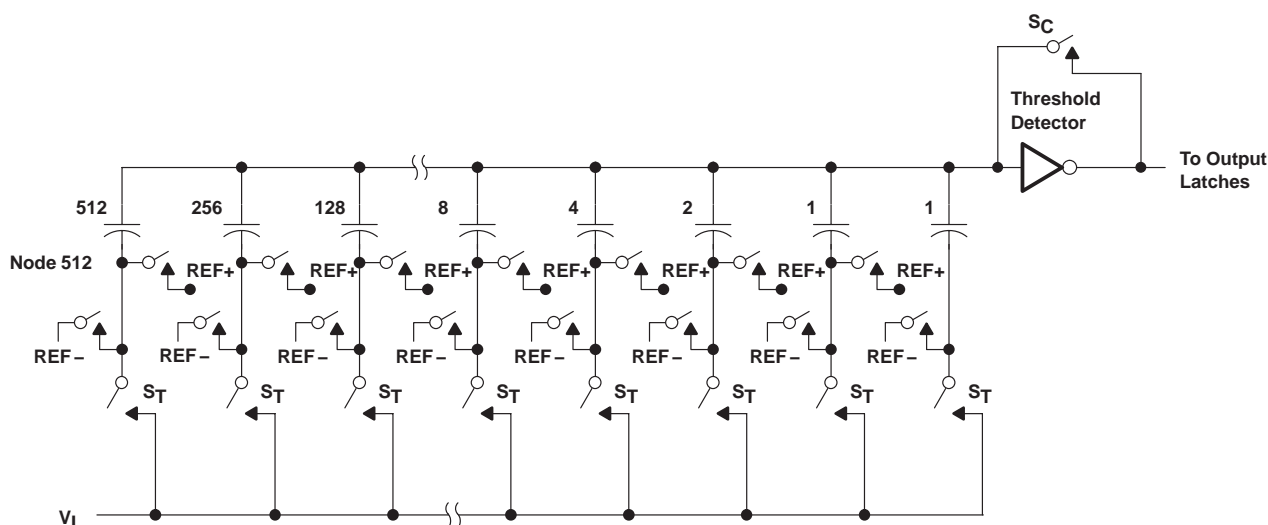 SC
Threshold
Detector
To Output
Latches
512 256 128 8 4 2 1 1
Node 512
REF+ REF+ REF+ REF+ REF+ REF+ REF+
REF– REF– REF– REF– REF– REF– REF– REF–
ST ST ST ST ST ST ST
VI